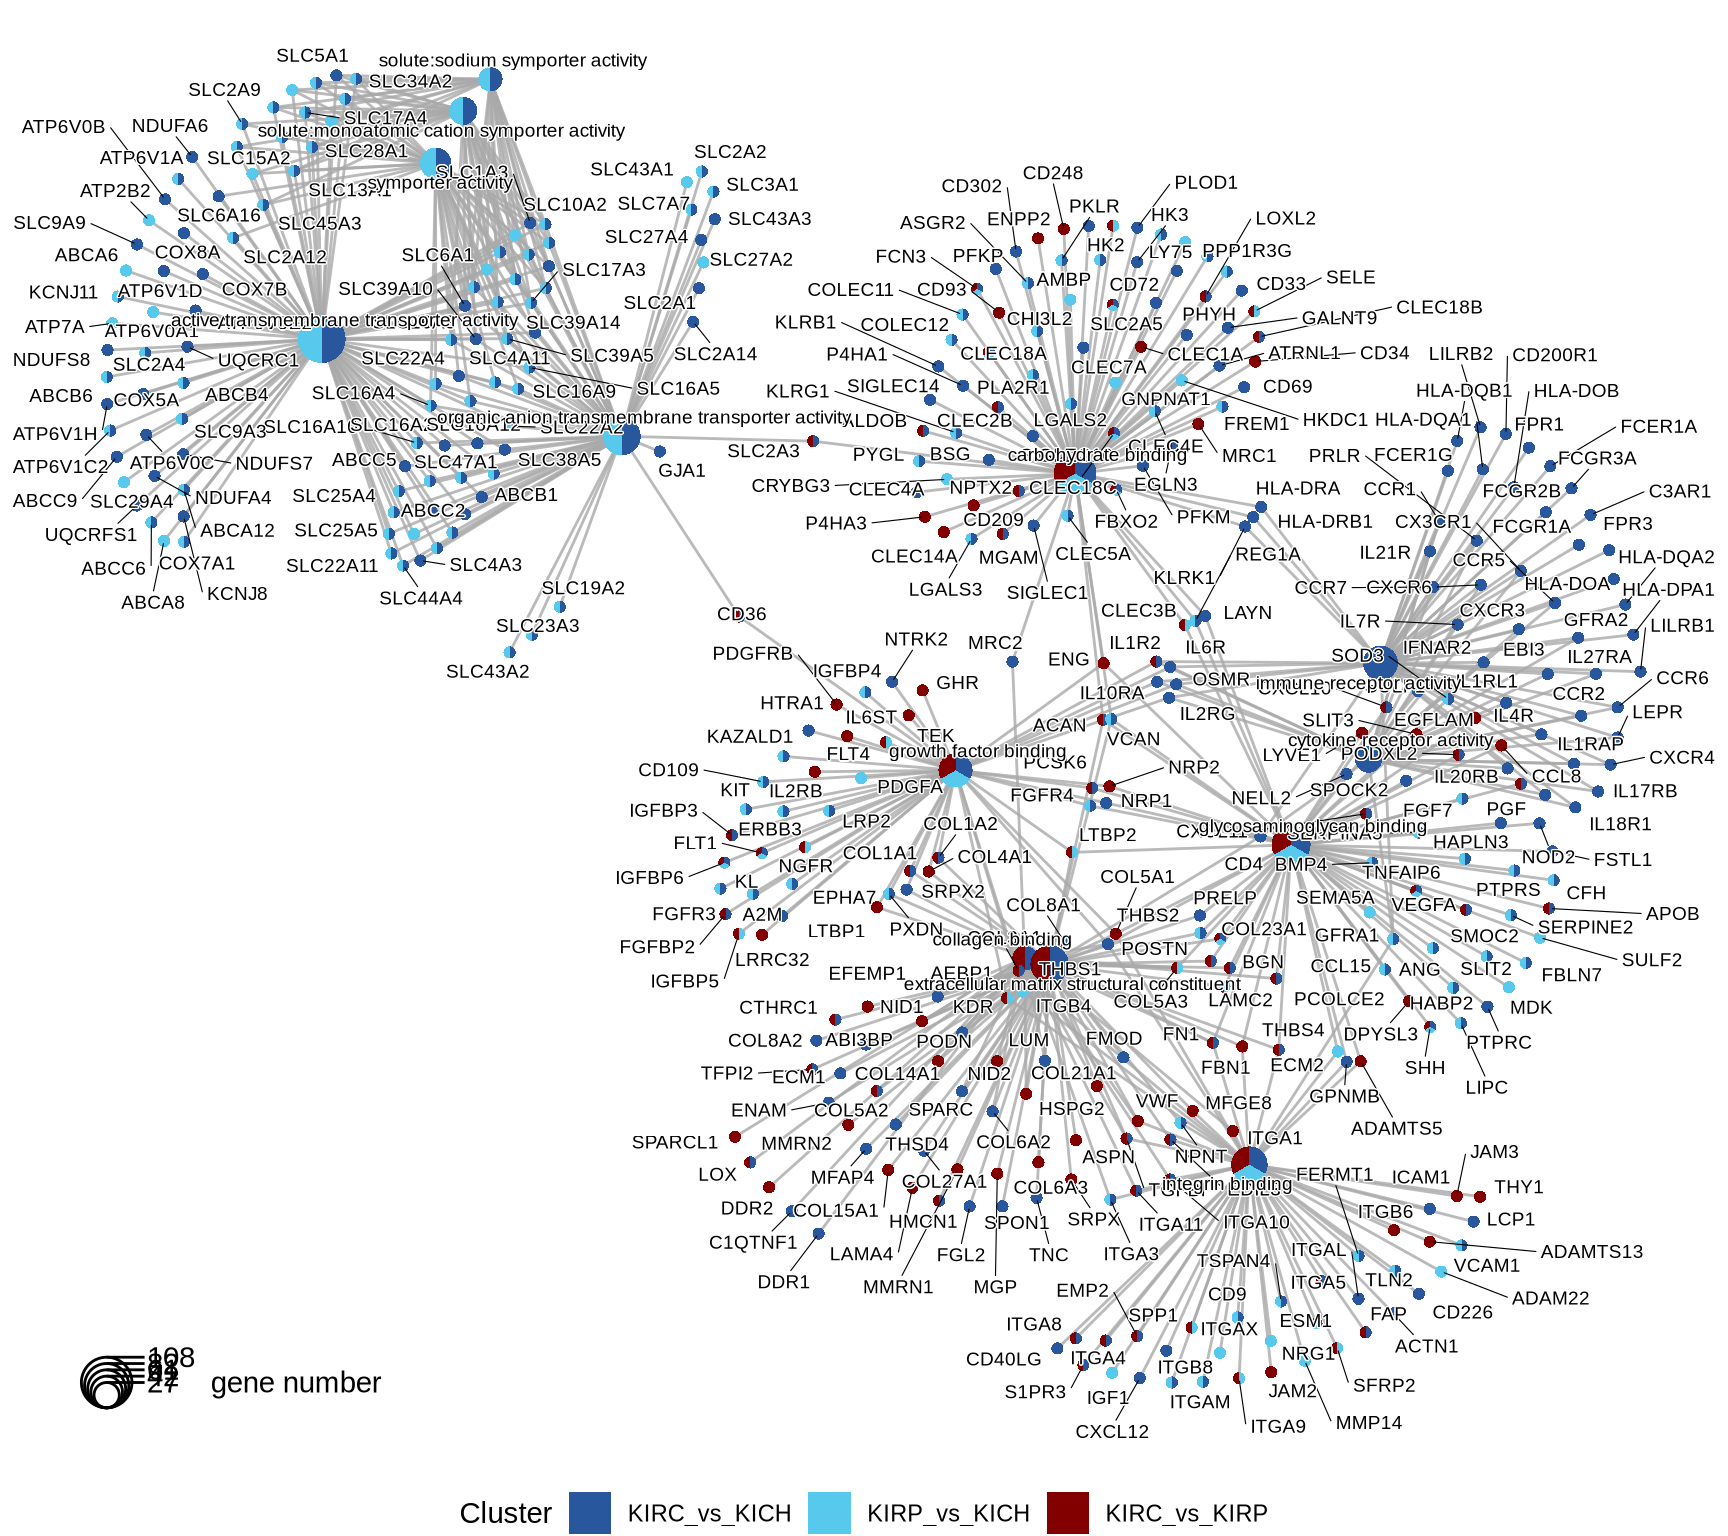 SLC5A1
solute:sodium symporter activity
SLC34A2
SLC2A9
SLC17A4
ATP6V0B
NDUFA6
solute:monoatomic cation symporter activity
SLC28A1
ATP6V1A
SLC15A2
SLC2A2
SLC43A1
SLC1A3
symporter activity
SLC13A1
ATP2B2
SLC3A1
SLC10A2
SLC7A7
SLC6A16
SLC45A3
SLC43A3
SLC9A9
SLC27A4
COX8A
SLC2A12
ABCA6
SLC6A1
SLC27A2
SLC17A3
KCNJ11
ATP6V1D
COX7B
SLC39A10
SLC2A1
ATP7A
ATP6V0A1
active transmembrane transporter activity
SLC39A14
NDUFS8
SLC2A4
UQCRC1
SLC22A4
SLC4A11
SLC39A5
SLC2A14
ABCB6
COX5A
ABCB4
SLC16A4
SLC16A9
SLC16A5
organic anion transmembrane transporter activity
ATP6V1H
SLC9A3
SLC16A10
SLC22A2
ATP6V1C2
ATP6V0C
NDUFS7
ABCC5
SLC47A1
SLC38A5
GJA1
SLC2A3
ABCC9
SLC29A4
NDUFA4
SLC25A4
ABCB1
ABCC2
UQCRFS1
ABCA12
SLC25A5
ABCC6
COX7A1
SLC22A11
SLC4A3
ABCA8
KCNJ8
SLC44A4
SLC19A2
SLC23A3
SLC43A2
CD36
CD302
CD248
PLOD1
ASGR2
ENPP2
PKLR
HK3
LOXL2
FCN3
PFKP
HK2
LY75
PPP1R3G
COLEC11
CD93
AMBP
CD72
CD33
SELE
KLRB1
COLEC12
CHI3L2
SLC2A5
PHYH
GALNT9
CLEC18B
P4HA1
CLEC18A
CLEC7A
CLEC1A
ATRNL1
CD34
KLRG1
SIGLEC14
PLA2R1
GNPNAT1
CD69
ALDOB
CLEC2B
LGALS2
FREM1
HKDC1
PYGL
BSG
carbohydrate binding
CLEC4E
MRC1
CRYBG3
CLEC4A
NPTX2
CLEC18C
EGLN3
HLA-DRA
P4HA3
CD209
FBXO2
PFKM
HLA-DRB1
CLEC14A
MGAM
CLEC5A
REG1A
LGALS3
SIGLEC1
KLRK1
CLEC3B
LAYN
LILRB2
CD200R1
HLA-DQB1
HLA-DOB
HLA-DQA1
FPR1
FCER1A
PRLR
FCER1G
FCGR3A
CCR1
FCGR2B
C3AR1
CX3CR1
FCGR1A
FPR3
IL21R
CCR5
HLA-DQA2
CCR7
CXCR6
HLA-DOA
HLA-DPA1
IL7R
CXCR3
GFRA2
LILRB1
SOD3
IFNAR2
EBI3
IL27RA
immune receptor activity
IL1RL1
CCR2
CCR6
SLIT3
EGFLAM
IL4R
LEPR
cytokine receptor activity
LYVE1
PODXL2
IL1RAP
CXCR4
IL20RB
CCL8
NELL2
SPOCK2
FGF7
PGF
IL17RB
IL18R1
NTRK2
MRC2
ENG
IL1R2
IL6R
PDGFRB
IGFBP4
GHR
IL10RA
OSMR
HTRA1
IL6ST
IL2RG
KAZALD1
FLT4
TEK
ACAN
VCAN
growth factor binding
PCSK6
CD109
KIT
IL2RB
PDGFA
FGFR4
NRP2
NRP1
IGFBP3
ERBB3
LRP2
COL1A2
LTBP2
FLT1
NGFR
COL1A1
COL4A1
IGFBP6
KL
EPHA7
SRPX2
COL5A1
FGFR3
A2M
COL8A1
THBS2
FGFBP2
LTBP1
PXDN
collagen binding
POSTN
LRRC32
IGFBP5
EFEMP1
AEBP1
THBS1
extracellular matrix structural constituent
glycosaminoglycan binding
HAPLN3
CD4
BMP4
TNFAIP6
NOD2
FSTL1
PRELP
SEMA5A
VEGFA
PTPRS
CFH
COL23A1
GFRA1
SMOC2
SERPINE2
APOB
BGN
CCL15
ANG
SLIT2
FBLN7
SULF2
COL5A3
LAMC2
PCOLCE2
HABP2
MDK
CTHRC1
NID1
KDR
ITGB4
FN1
THBS4
DPYSL3
PTPRC
COL8A2
ABI3BP
PODN
LUM
FMOD
FBN1
ECM2
SHH
LIPC
TFPI2
ECM1
COL14A1
NID2
COL21A1
GPNMB
ENAM
COL5A2
SPARC
HSPG2
VWF
MFGE8
ADAMTS5
SPARCL1
MMRN2
THSD4
COL6A2
ASPN
NPNT
ITGA1
LOX
MFAP4
COL27A1
COL6A3
integrin binding
FERMT1
ICAM1
JAM3
DDR2
COL15A1
HMCN1
SPON1
SRPX
ITGA11
ITGA10
ITGB6
THY1
LCP1
C1QTNF1
LAMA4
FGL2
TNC
ITGA3
TSPAN4
ITGAL
ADAMTS13
DDR1
MMRN1
MGP
EMP2
CD9
ITGA5
TLN2
VCAM1
ADAM22
ITGA8
SPP1
ITGAX
ESM1
FAP
CD226
CD40LG
ITGA4
ITGB8
NRG1
ACTN1
S1PR3
IGF1
ITGAM
JAM2
SFRP2
CXCL12
ITGA9
MMP14
108
27
gene number
Cluster
KIRC_vs_KICH
KIRP_vs_KICH
KIRC_vs_KIRP